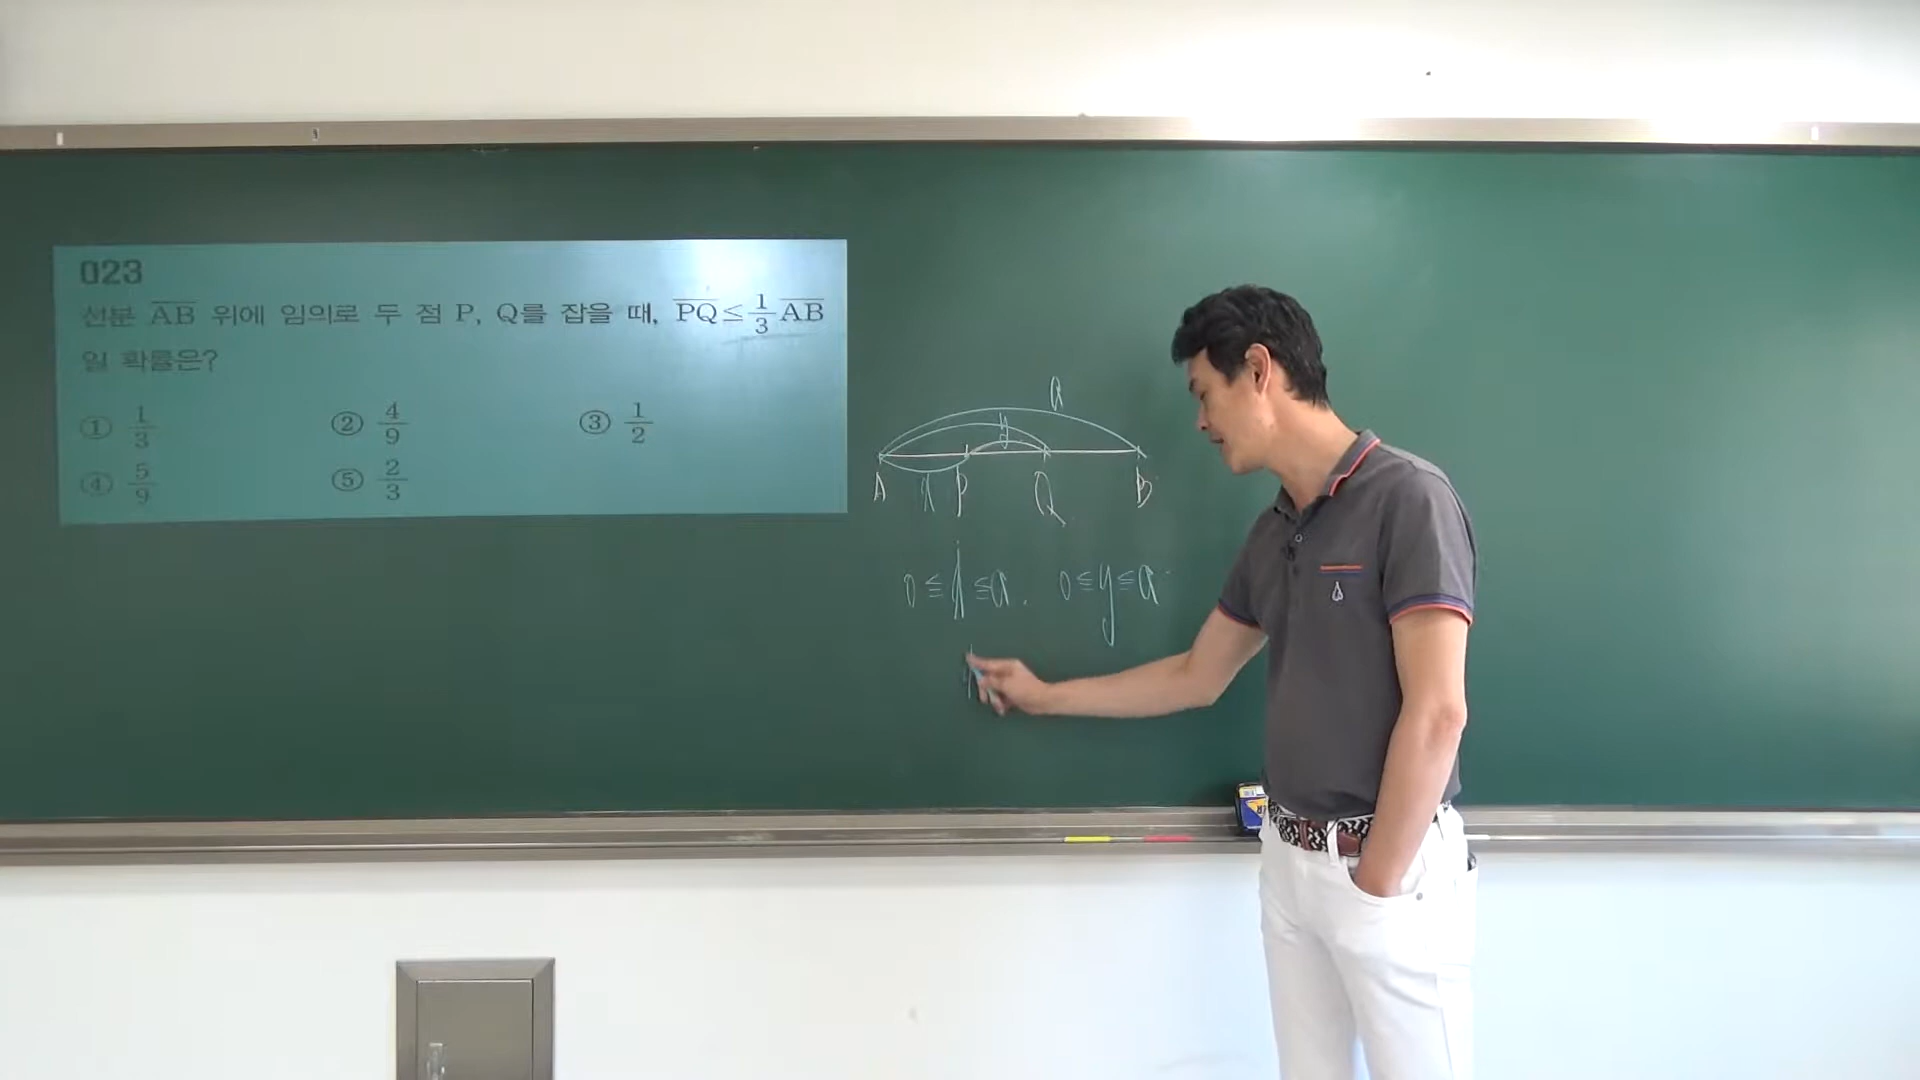 023
선분 AB 위에 임의로 두 점 P, Q를 잡을 때, PQ≤1/3 AB
일 확률은?
① 1/3 ② 4/9 ③ 1/2
④ 5/9 ⑤ 2/3
a
y
A x P Q B
0≤x≤a. 0≤y≤a